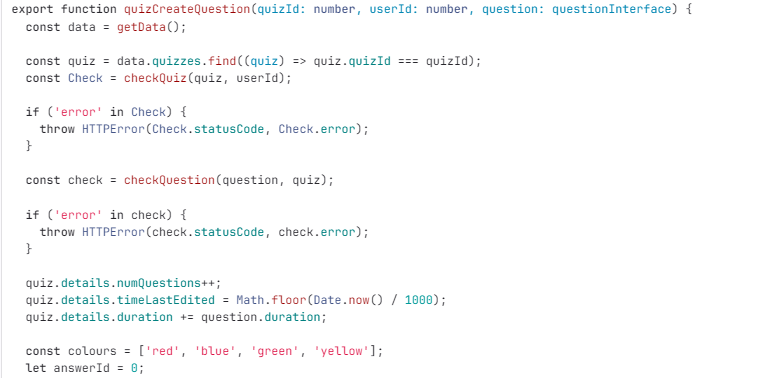 export function quizCreateQuestion(quizId: number, userId: number, question: questionInterface) {
  const data = getData();

  const quiz = data.quizzes.find((quiz) => quiz.quizId === quizId);
  const Check = checkQuiz(quiz, userId);

  if ('error' in Check) {
    throw HTTPError(Check.statusCode, Check.error);
  }

  const check = checkQuestion(question, quiz);

  if ('error' in check) {
    throw HTTPError(check.statusCode, check.error);
  }

  quiz.details.numQuestions++;
  quiz.details.timeLastEdited = Math.floor(Date.now() / 1000);
  quiz.details.duration += question.duration;

  const colours = ['red', 'blue', 'green', 'yellow'];
  let answerId = 0;